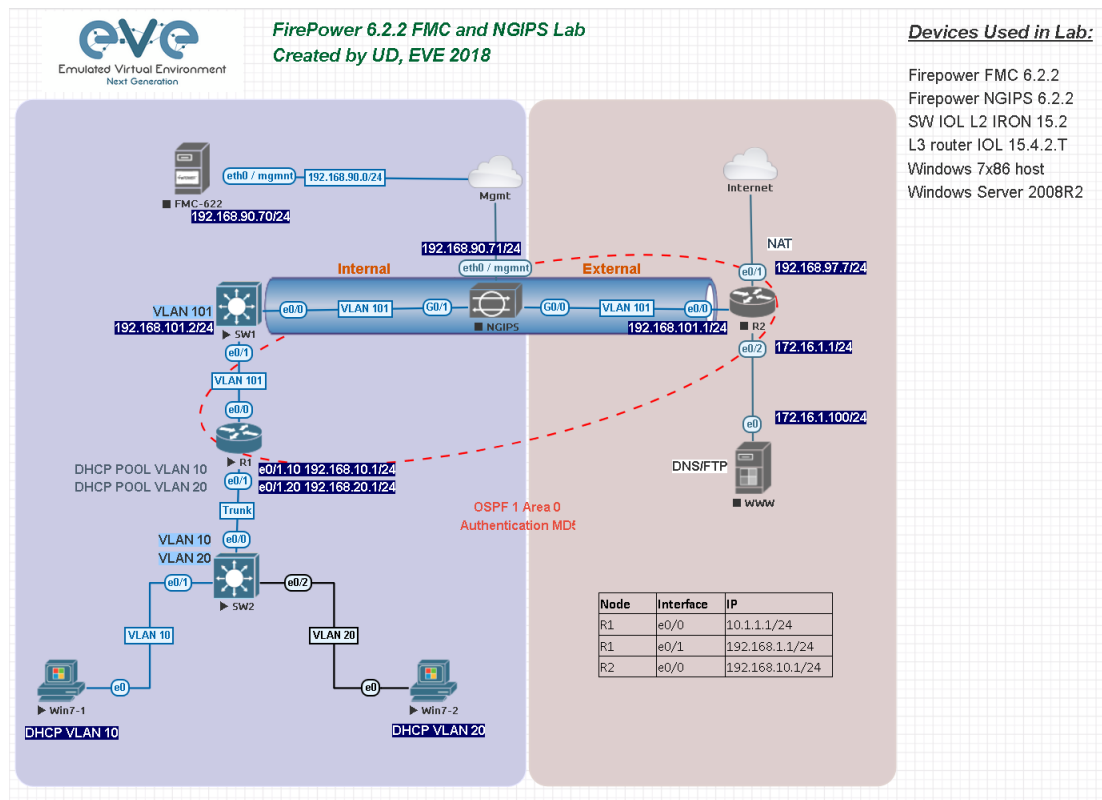 eve
Emulated Virtual Environment
Next Generation
FirePower 6.2.2 FMC and NGIPS Lab
Created by UD, EVE 2018
Devices Used in Lab:
Firepower FMC 6.2.2
Firepower NGIPS 6.2.2
SW IOL L2 IRON 15.2
L3 router IOL 15.4.2.T
Windows 7x86 host
Windows Server 2008R2
eth0 / mgmnt
192.168.90.0/24
Mgmt
FMC-622
192.168.90.70/24
Internet
192.168.90.71/24
eth0 / mgmnt
NAT
e0/1
192.168.97.7/24
Internal
External
VLAN 101
192.168.101.2/24
SW1
e0/0
VLAN 101
G0/1
NGIPS
G0/0
VLAN 101
e0/0
192.168.101.1/24
R2
e0/1
VLAN 101
e0/0
e0/2
172.16.1.1/24
R1
e0/1.10 192.168.10.1/24
e0/1.20 192.168.20.1/24
DHCP POOL VLAN 10
DHCP POOL VLAN 20
e0/1
Trunk
e0
172.16.1.100/24
DNS/FTP
WWW
OSPF 1 Area 0
Authentication MD5
VLAN 10
VLAN 20
e0/0
e0/1
e0/2
SW2
VLAN 10
VLAN 20
e0
e0
Win7-1
Win7-2
DHCP VLAN 10
DHCP VLAN 20
Node Interface IP
R1 e0/0 10.1.1.1/24
R1 e0/1 192.168.1.1/24
R2 e0/0 192.168.10.1/24